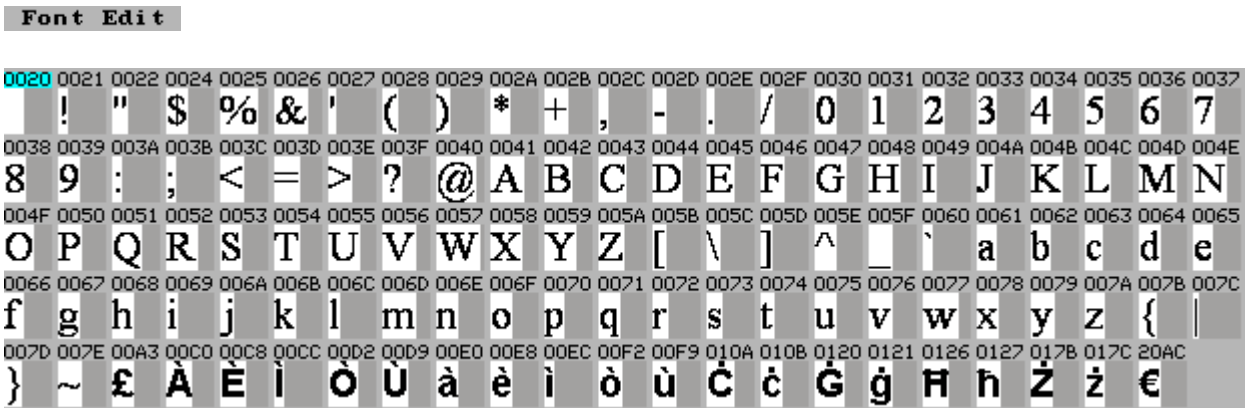 Font Edit
0020 0021 0022 0024 0025 0026 0027 0028 0029 002A 002B 002C 002D 002E 002F 0030 0031 0032 0033 0034 0035 0036 0037
! " $ % & ' ( ) * + , - . / 0 1 2 3 4 5 6 7
0038 0039 003A 003B 003C 003D 003E 003F 0040 0041 0042 0043 0044 0045 0046 0047 0048 0049 004A 004B 004C 004D 004E
8 9 : ; < = > ? @ A B C D E F G H I J K L M N
004F 0050 0051 0052 0053 0054 0055 0056 0057 0058 0059 005A 005B 005C 005D 005E 005F 0060 0061 0062 0063 0064 0065
O P Q R S T U V W X Y Z [ \ ] ^ _ ` a b c d e
0066 0067 0068 0069 006A 006B 006C 006D 006E 006F 0070 0071 0072 0073 0074 0075 0076 0077 0078 0079 007A 007B 007C
f g h i j k l m n o p q r s t u v w x y z { |
007D 007E 00A3 00C0 00C8 00CC 00D2 00D9 00E0 00E8 00EC 00F2 00F9 010A 010B 0120 0121 0126 0127 017B 017C 20AC
} ~ £ À È Ì Ò Ù à è ì ò ù Ċ ċ Ġ ġ Ħ ħ Ż ż €